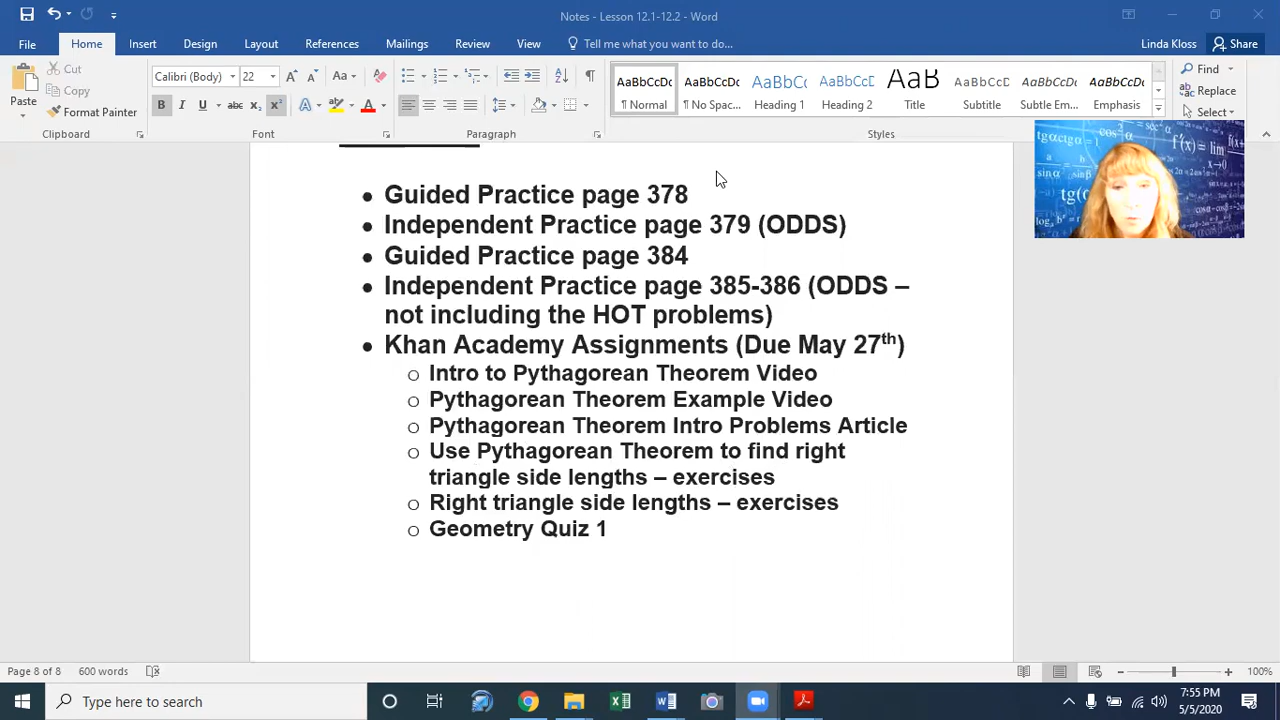 Notes - Lesson 12.1-12.2 - Word
File Home Insert Design Layout References Mailings Review View Tell me what you want to do... Linda Kloss Share
Paste
Cut
Copy
Format Painter
Clipboard
Calibri (Body) 22
Font
Paragraph
AaBbCcDc AaBbCcDc AaBbCc AaBbCcD AaB AaBbCcD AaBbCcDc AaBbCcDc
¶ Normal ¶ No Spac... Heading 1 Heading 2 Title Subtitle Subtle Em... Emphasis
Styles
Find
Replace
Select
• Guided Practice page 378
• Independent Practice page 379 (ODDS)
• Guided Practice page 384
• Independent Practice page 385-386 (ODDS –
not including the HOT problems)
• Khan Academy Assignments (Due May 27th)
o Intro to Pythagorean Theorem Video
o Pythagorean Theorem Example Video
o Pythagorean Theorem Intro Problems Article
o Use Pythagorean Theorem to find right
triangle side lengths – exercises
o Right triangle side lengths – exercises
o Geometry Quiz 1
Page 8 of 8 600 words 100%
Type here to search
7:55 PM
5/5/2020